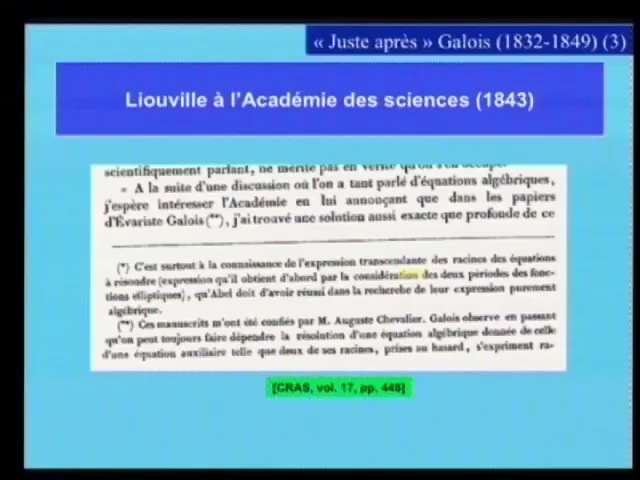 « Juste après » Galois (1832-1849) (3)
Liouville à l'Académie des sciences (1843)
scientifiquement parlant, ne mérite pas en vérité qu'on s'en occupe.
» A la suite d'une discussion où l'on a tant parlé d'équations algébriques,
j'espère intéresser l'Académie en lui annonçant que dans les papiers
d'Évariste Galois (**), j'ai trouvé une solution aussi exacte que profonde de ce
(*) C'est surtout à la connaissance de l'expression transcendante des racines des équations
à résoudre (expression qu'il obtient d'abord par la considération des deux périodes des fonc-
tions elliptiques), qu'Abel doit d'avoir réussi dans la recherche de leur expression purement
algébrique.
(**) Ces manuscrits m'ont été confiés par M. Auguste Chevalier. Galois observe en passant
qu'on peut toujours faire dépendre la résolution d'une équation algébrique donnée de celle
d'une équation auxiliaire telle que deux de ses racines, prises au hasard, s'expriment ra-
[CRAS, vol. 17, pp. 448]